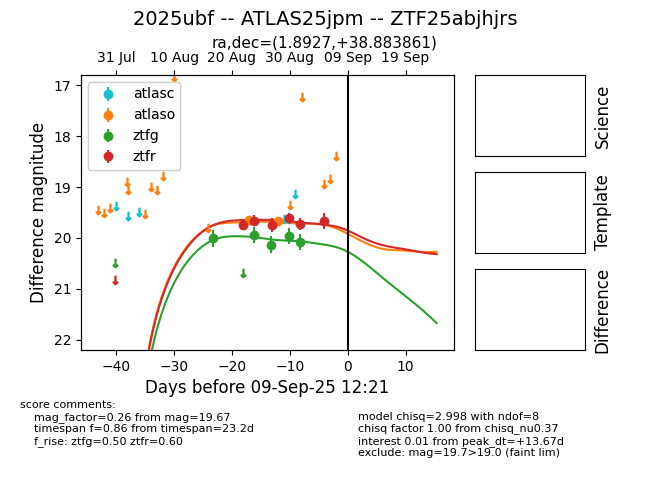 2025ubf -- ATLAS25jpm -- ZTF25abjhjrs
ra,dec=(1.8927,+38.883861)
31 Jul 10 Aug 20 Aug 30 Aug 09 Sep 19 Sep
atlasc
atlaso
ztfg
ztfr
17
18
19
20
21
22
Difference magnitude
−40 −30 −20 −10 0 10
Days before 09-Sep-25 12:21
Science
Template
Difference
score comments:
mag_factor=0.26 from mag=19.67
timespan f=0.86 from timespan=23.2d
f_rise: ztfg=0.50 ztfr=0.60
model chisq=2.998 with ndof=8
chisq factor 1.00 from chisq_nu0.37
interest 0.01 from peak_dt=+13.67d
exclude: mag=19.7>19.0 (faint lim)